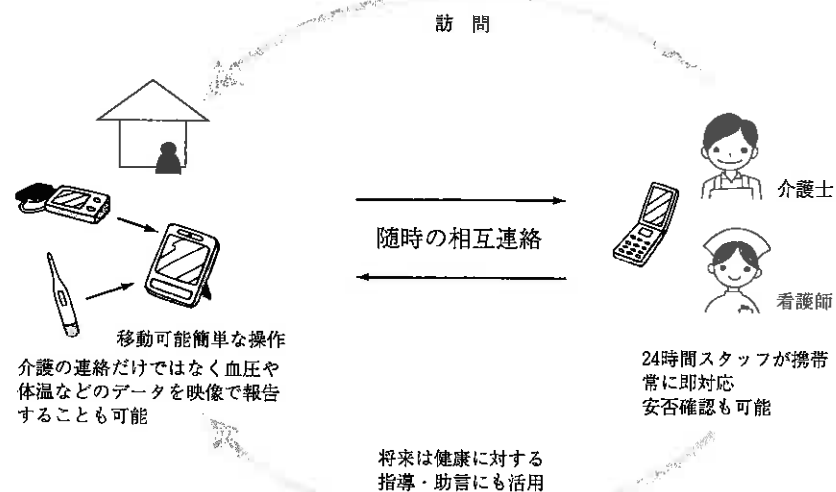 訪 問
介護士
随時の相互連絡
看護師
移動可能簡単な操作
介護の連絡だけではなく血圧や
体温などのデータを映像で報告
することも可能
24時間スタッフが携帯
常に即対応
安否確認も可能
将来は健康に対する
指導・助言にも活用